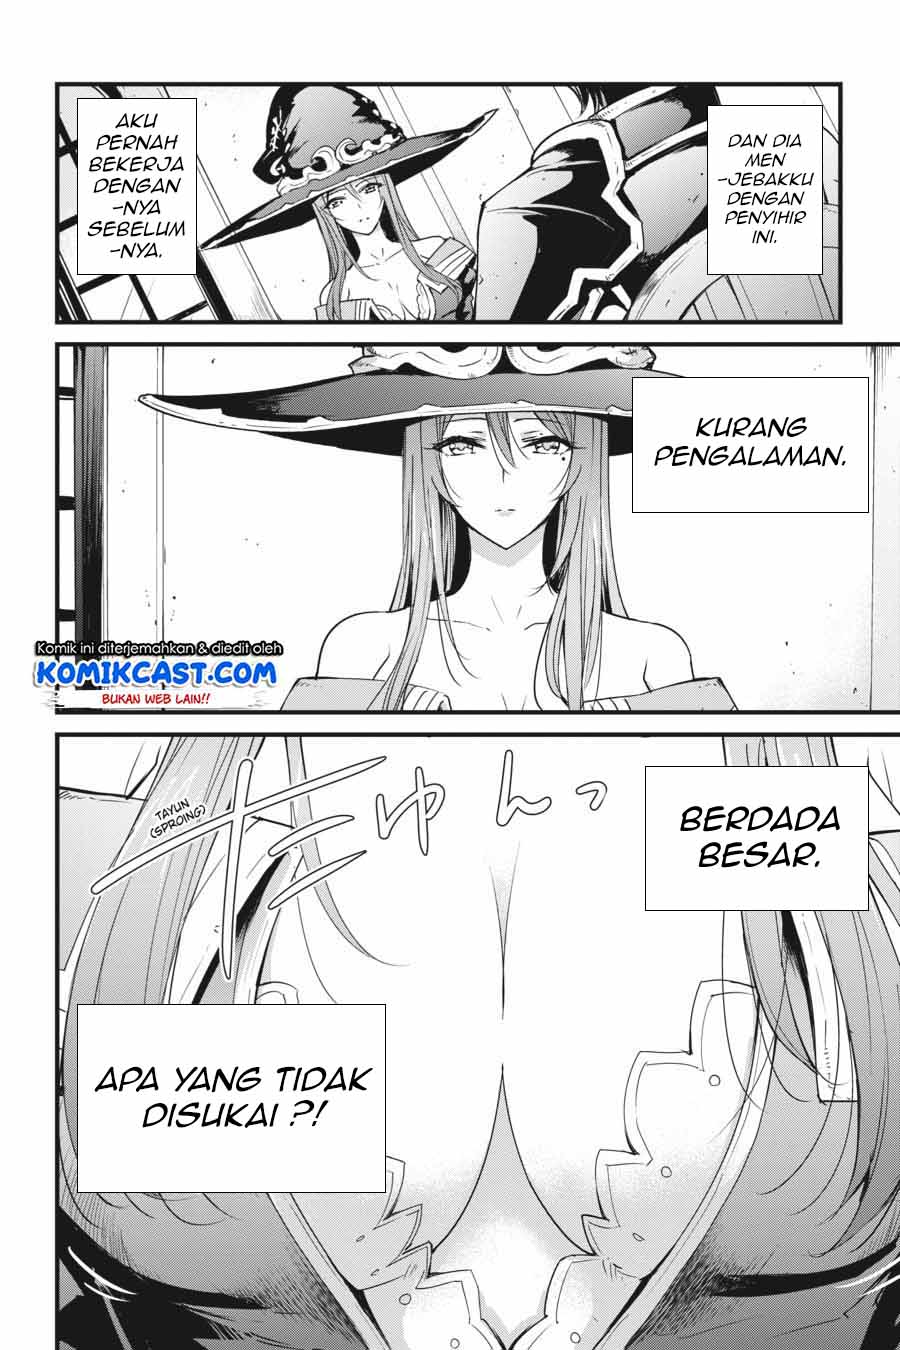 DAN DIA
MEN
-JEBAKKU
DENGAN
PENYIHIR
INI.
AKU
PERNAH
BEKERJA
DENGAN
-NYA
SEBELUM
-NYA.
KURANG
PENGALAMAN.
Komik ini diterjemahkan & diedit oleh
KOMIKCAST.COM
BUKAN WEB LAIN!!
BERDADA
BESAR.
たゆんっ
TAYUN
(SPROING)
APA YANG TIDAK
DISUKAI ?!